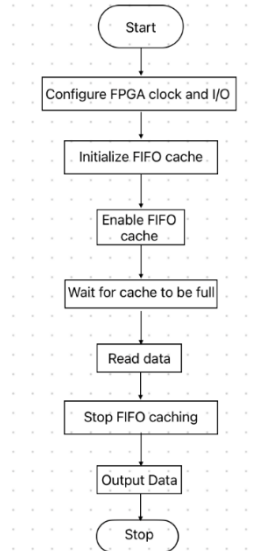 Start
Configure FPGA clock and I/O
Initialize FIFO cache
Enable FIFO
cache
Wait for cache to be full
Read data
Stop FIFO caching
Output Data
Stop